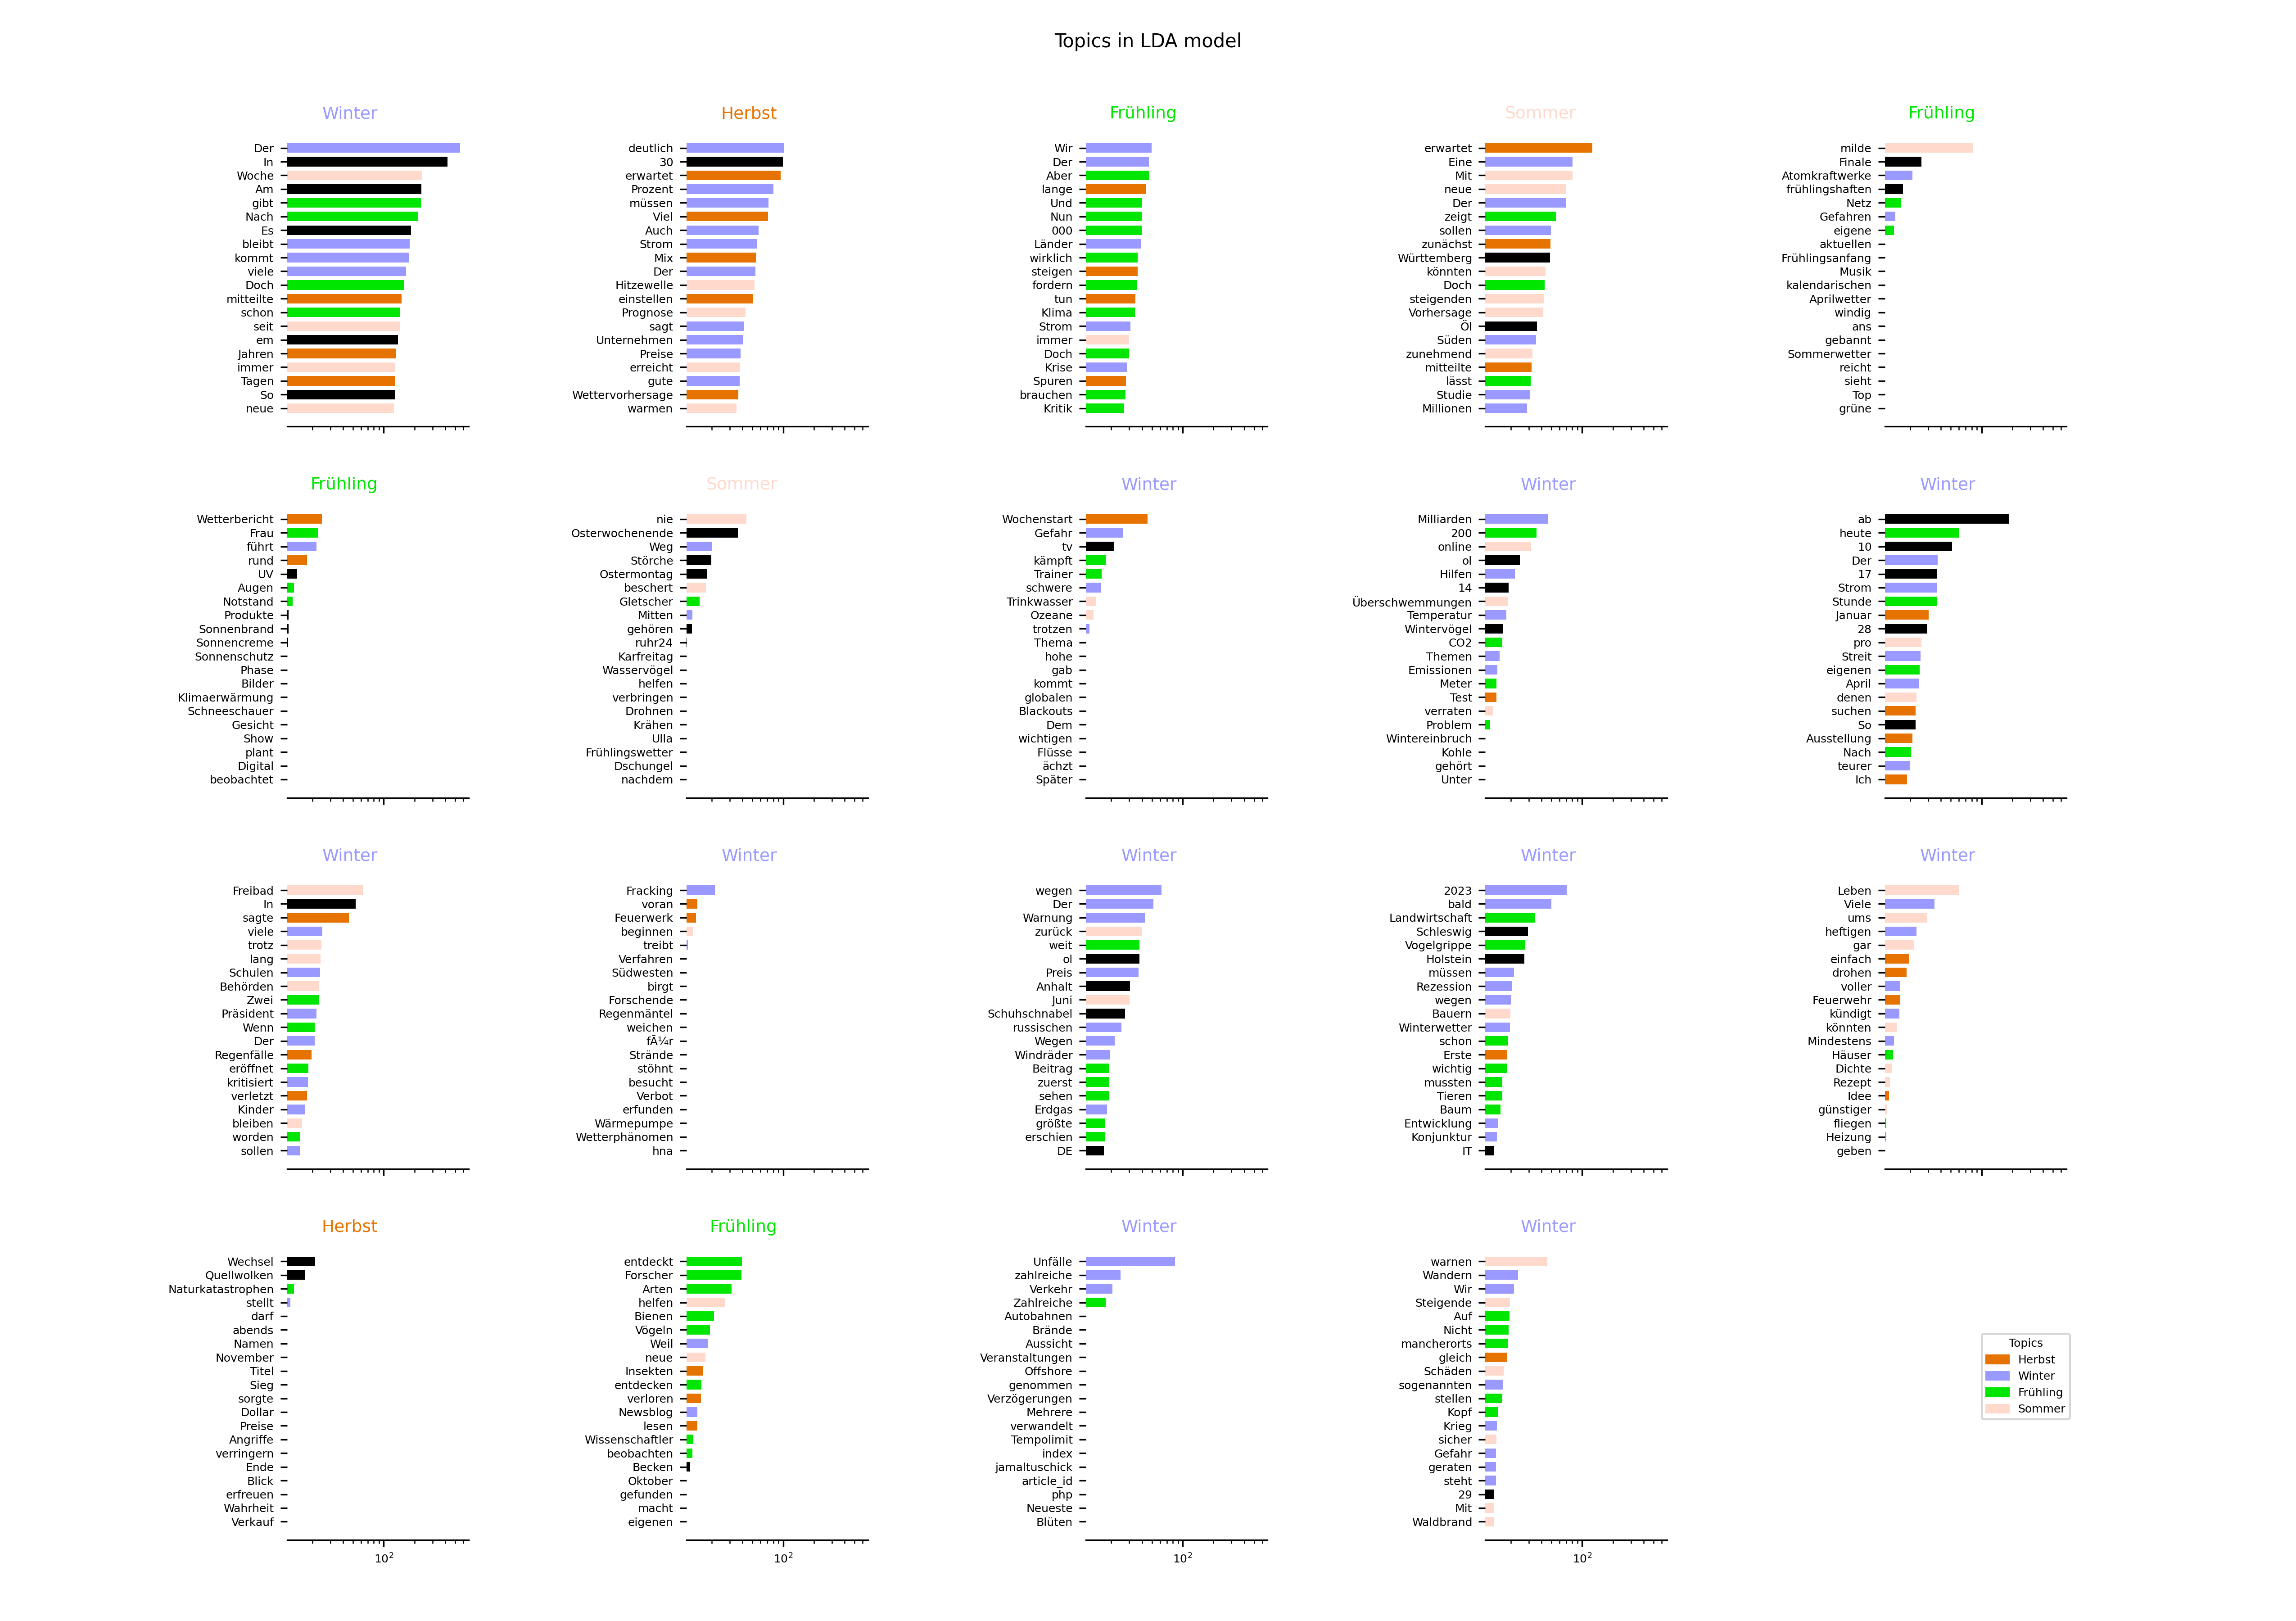 Topics in LDA model
Winter
Der
In
Woche
Am
gibt
Nach
Es
bleibt
kommt
viele
Doch
mitteilte
schon
seit
em
Jahren
immer
Tagen
So
neue
Herbst
deutlich
30
erwartet
Prozent
müssen
Viel
Auch
Strom
Mix
Der
Hitzewelle
einstellen
Prognose
sagt
Unternehmen
Preise
erreicht
gute
Wettervorhersage
warmen
Frühling
Wir
Der
Aber
lange
Und
Nun
000
Länder
wirklich
steigen
fordern
tun
Klima
Strom
immer
Doch
Krise
Spuren
brauchen
Kritik
Sommer
erwartet
Eine
Mit
neue
Der
zeigt
sollen
zunächst
Württemberg
könnten
Doch
steigenden
Vorhersage
Öl
Süden
zunehmend
mitteilte
lässt
Studie
Millionen
Frühling
milde
Finale
Atomkraftwerke
frühlingshaften
Netz
Gefahren
eigene
aktuellen
Frühlingsanfang
Musik
kalendarischen
Aprilwetter
windig
ans
gebannt
Sommerwetter
reicht
sieht
Top
grüne
Frühling
Wetterbericht
Frau
führt
rund
UV
Augen
Notstand
Produkte
Sonnenbrand
Sonnencreme
Sonnenschutz
Phase
Bilder
Klimaerwärmung
Schneeschauer
Gesicht
Show
plant
Digital
beobachtet
Sommer
nie
Osterwochenende
Weg
Störche
Ostermontag
beschert
Gletscher
Mitten
gehören
ruhr24
Karfreitag
Wasservögel
helfen
verbringen
Drohnen
Krähen
Ulla
Frühlingswetter
Dschungel
nachdem
Winter
Wochenstart
Gefahr
tv
kämpft
Trainer
schwere
Trinkwasser
Ozeane
trotzen
Thema
hohe
gab
kommt
globalen
Blackouts
Dem
wichtigen
Flüsse
ächzt
Später
Winter
Milliarden
200
online
ol
Hilfen
14
Überschwemmungen
Temperatur
Wintervögel
CO2
Themen
Emissionen
Meter
Test
verraten
Problem
Wintereinbruch
Kohle
gehört
Unter
Winter
ab
heute
10
Der
17
Strom
Stunde
Januar
28
pro
Streit
eigenen
April
denen
suchen
So
Ausstellung
Nach
teurer
Ich
Winter
Freibad
In
sagte
viele
trotz
lang
Schulen
Behörden
Zwei
Präsident
Wenn
Der
Regenfälle
eröffnet
kritisiert
verletzt
Kinder
bleiben
worden
sollen
Winter
Fracking
voran
Feuerwerk
beginnen
treibt
Verfahren
Südwesten
birgt
Forschende
Regenmäntel
weichen
fÃ¼r
Strände
stöhnt
besucht
Verbot
erfunden
Wärmepumpe
Wetterphänomen
hna
Winter
wegen
Der
Warnung
zurück
weit
ol
Preis
Anhalt
Juni
Schuhschnabel
russischen
Wegen
Windräder
Beitrag
zuerst
sehen
Erdgas
größte
erschien
DE
Winter
2023
bald
Landwirtschaft
Schleswig
Vogelgrippe
Holstein
müssen
Rezession
wegen
Bauern
Winterwetter
schon
Erste
wichtig
mussten
Tieren
Baum
Entwicklung
Konjunktur
IT
Winter
Leben
Viele
ums
heftigen
gar
einfach
drohen
voller
Feuerwehr
kündigt
könnten
Mindestens
Häuser
Dichte
Rezept
Idee
günstiger
fliegen
Heizung
geben
Herbst
Wechsel
Quellwolken
Naturkatastrophen
stellt
darf
abends
Namen
November
Titel
Sieg
sorgte
Dollar
Preise
Angriffe
verringern
Ende
Blick
erfreuen
Wahrheit
Verkauf
10²
Frühling
entdeckt
Forscher
Arten
helfen
Bienen
Vögeln
Weil
neue
Insekten
entdecken
verloren
Newsblog
lesen
Wissenschaftler
beobachten
Becken
Oktober
gefunden
macht
eigenen
10²
Winter
Unfälle
zahlreiche
Verkehr
Zahlreiche
Autobahnen
Brände
Aussicht
Veranstaltungen
Offshore
genommen
Verzögerungen
Mehrere
verwandelt
Tempolimit
index
jamaltuschick
article_id
php
Neueste
Blüten
10²
Winter
warnen
Wandern
Wir
Steigende
Auf
Nicht
mancherorts
gleich
Schäden
sogenannten
stellen
Kopf
Krieg
sicher
Gefahr
geraten
steht
29
Mit
Waldbrand
10²
Topics
Herbst
Winter
Frühling
Sommer